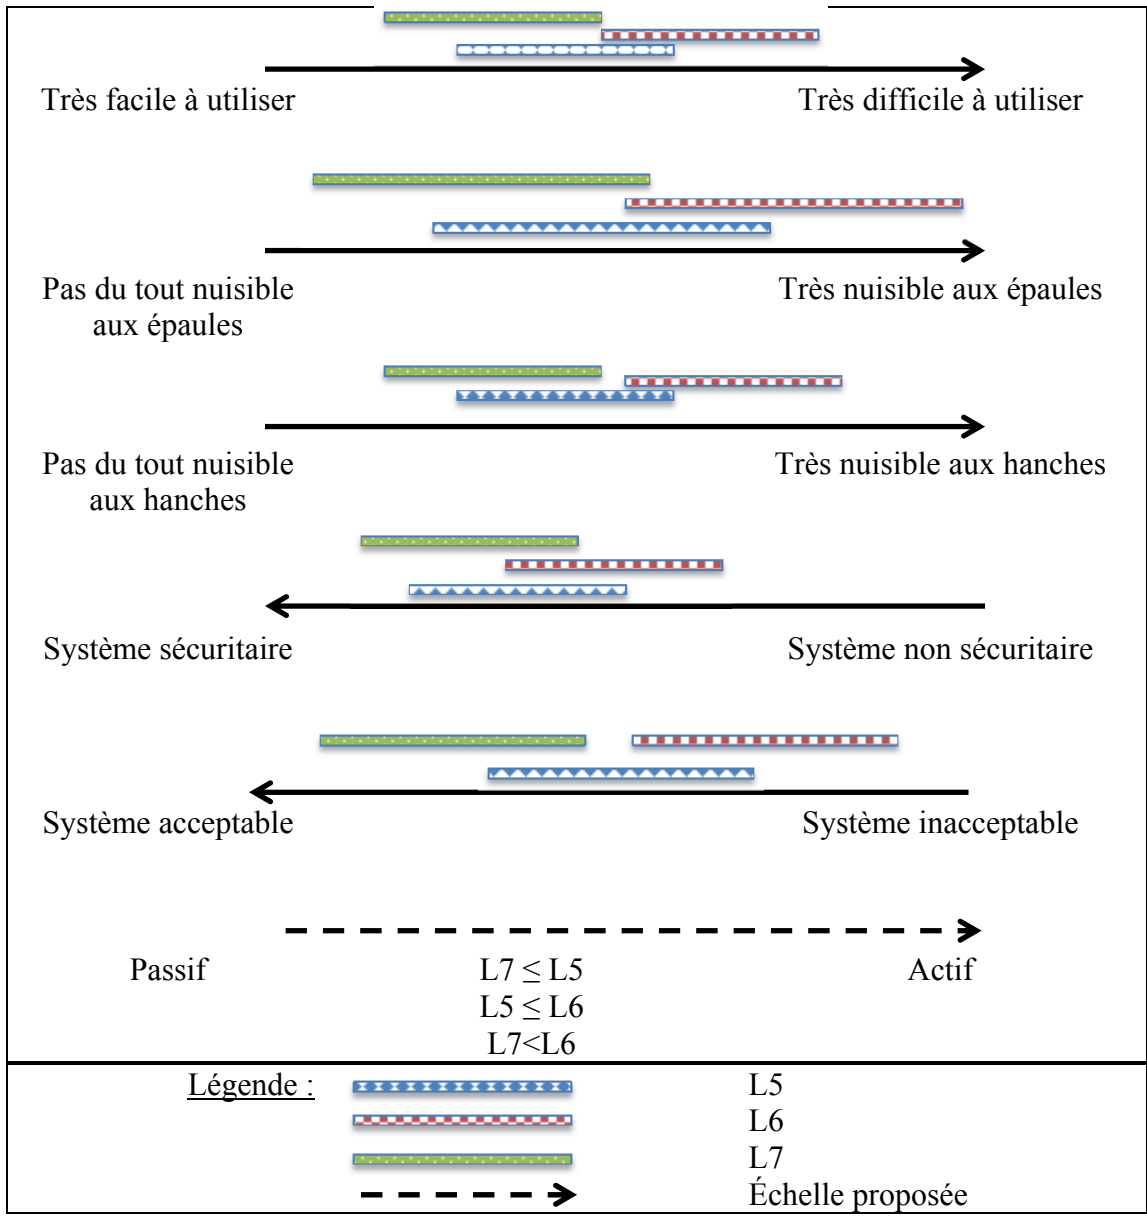 Très facile à utiliser Très difficile à utiliser
Pas du tout nuisible Très nuisible aux épaules
aux épaules
Pas du tout nuisible Très nuisible aux hanches
aux hanches
Système sécuritaire Système non sécuritaire
Système acceptable Système inacceptable
Passif L7 ≤ L5 Actif
L5 ≤ L6
L7<L6
Légende : L5
L6
L7
Échelle proposée